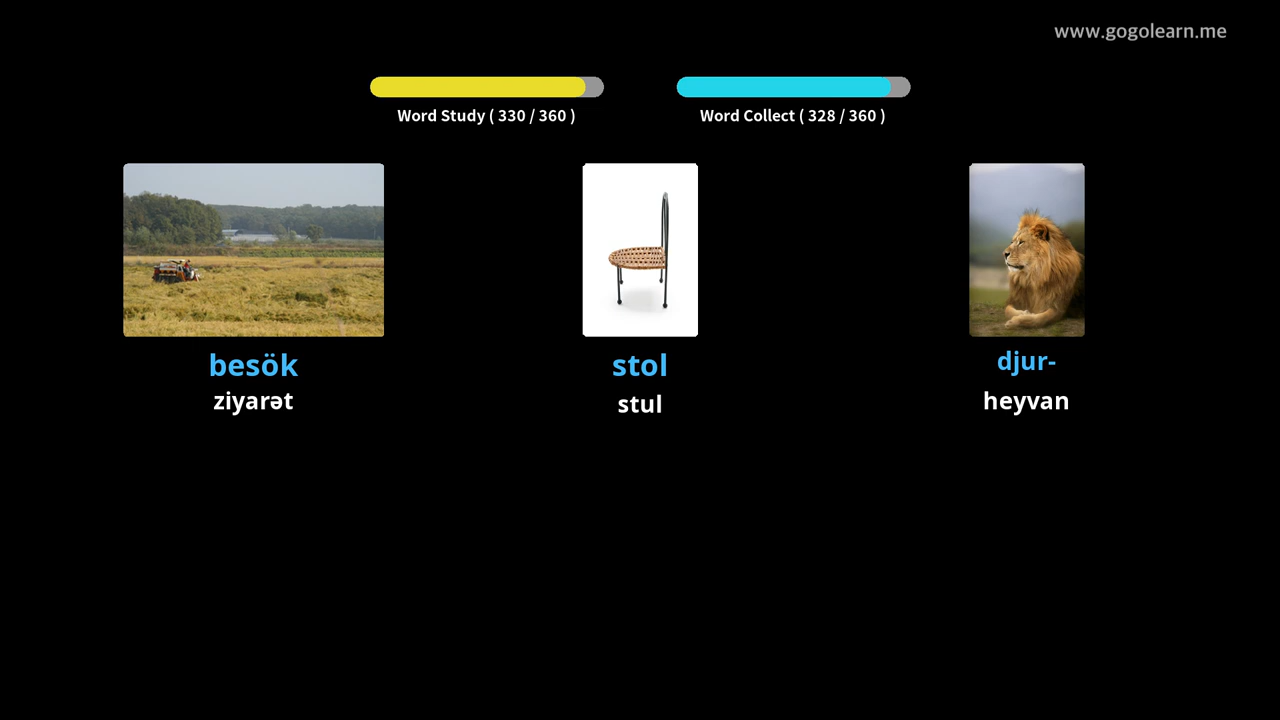 www.gogolearn.me
Word Study ( 330 / 360 )
Word Collect ( 328 / 360 )
besök
ziyarət
stol
stul
djur-
heyvan